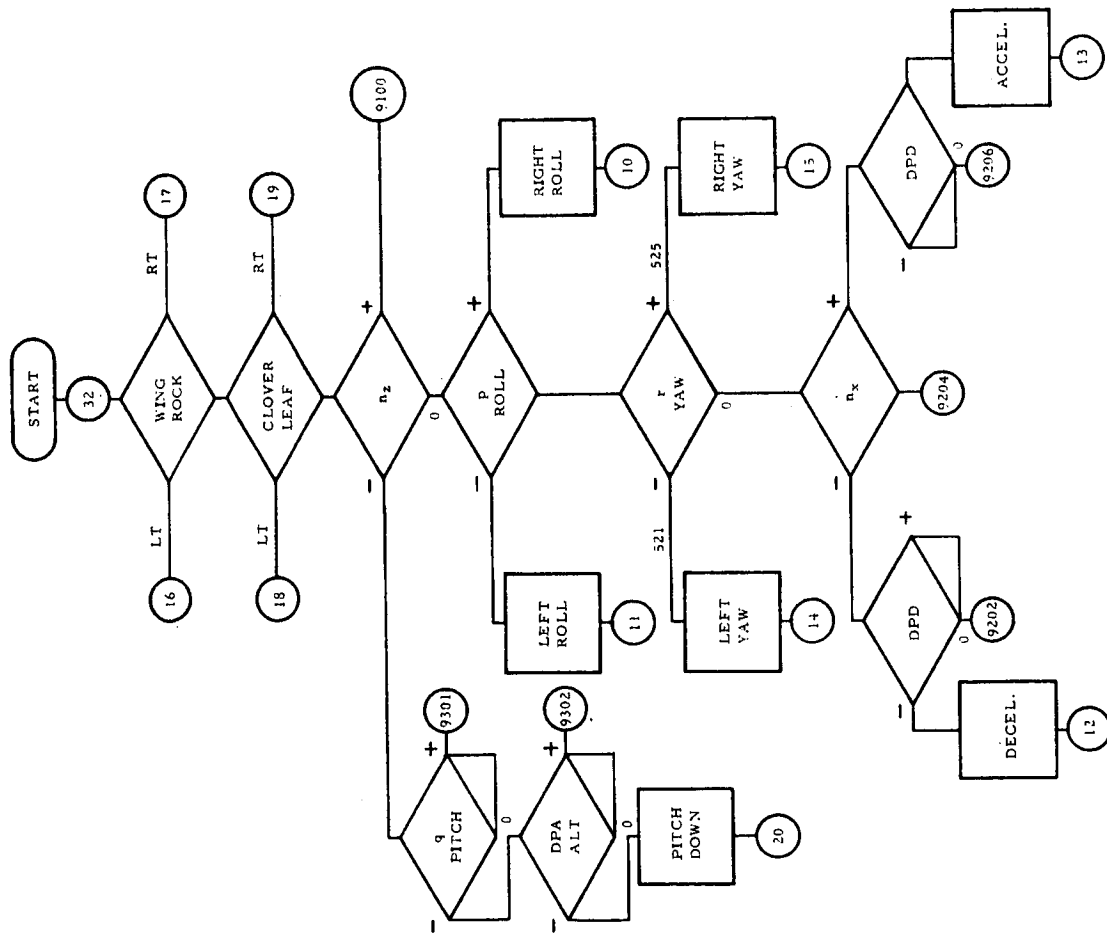 START
32
WING
ROCK
LT
RT
16
17
CLOVER
LEAF
LT
RT
18
19
n_z
−
+
0
9100
P
ROLL
−
+
LEFT
ROLL
RIGHT
ROLL
11
10
q
PITCH
−
+
0
9301
DPA
ALT
−
+
0
9302
PITCH
DOWN
20
r
YAW
−
+
0
521
525
LEFT
YAW
RIGHT
YAW
14
15
n_x
−
+
9204
DPD
−
+
0
9202
DECEL.
12
DPD
−
0
9206
ACCEL.
13